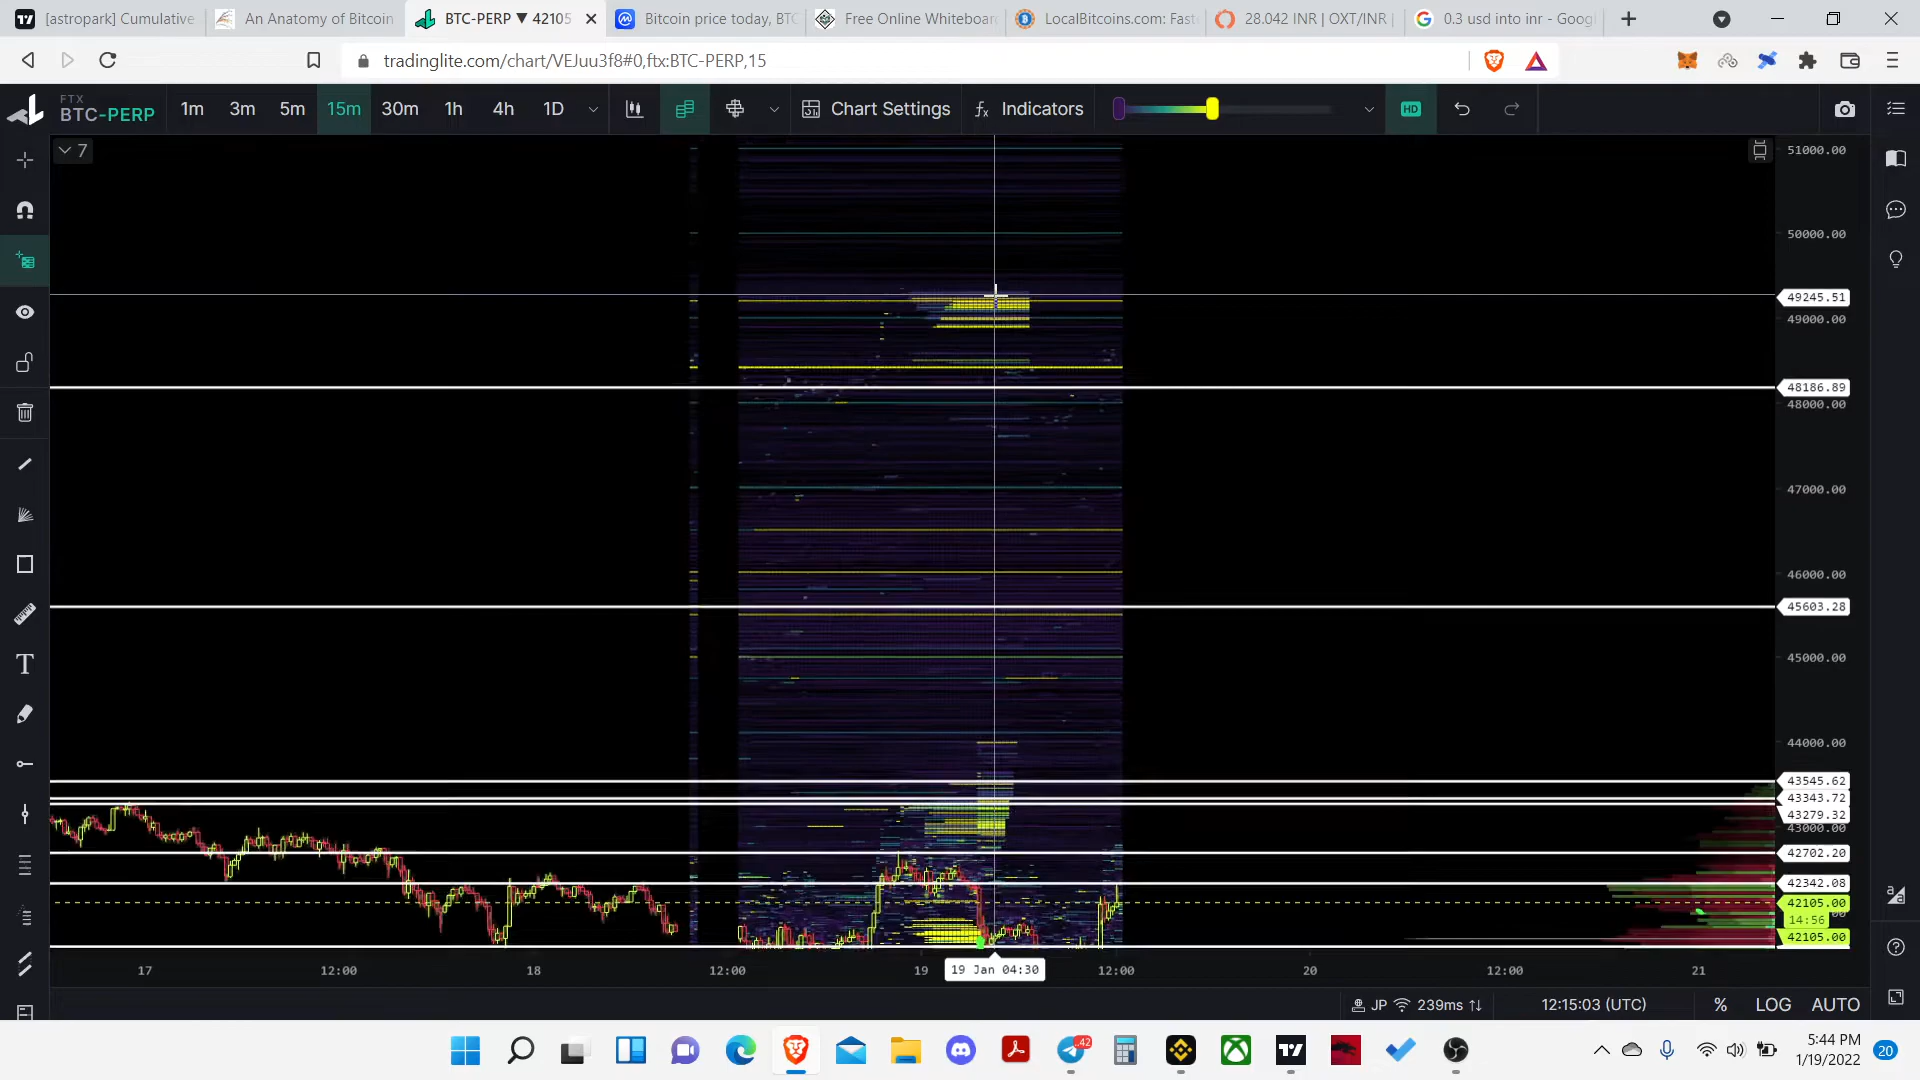 [astropark] Cumulative
An Anatomy of Bitcoin
BTC-PERP ▼ 42105
Bitcoin price today, BTC
Free Online Whiteboar
LocalBitcoins.com: Fast
28.042 INR | OXT/INR |
0.3 usd into inr - Goog
tradinglite.com/chart/VEJuu3f8#0,ftx:BTC-PERP,15
FTX
BTC-PERP
1m 3m 5m 15m 30m 1h 4h 1D
Chart Settings
fx Indicators
HD
7
51000.00
50000.00
49245.51
49000.00
48186.89
48000.00
47000.00
46000.00
45603.28
45000.00
44000.00
43545.62
43343.72
43279.32
43000.00
42702.20
42342.08
42105.00
14:56
42105.00
17 12:00 18 12:00 19 19 Jan 04:30 12:00 20 12:00 21
JP 239ms 12:15:03 (UTC) % LOG AUTO
42
5:44 PM
1/19/2022
20